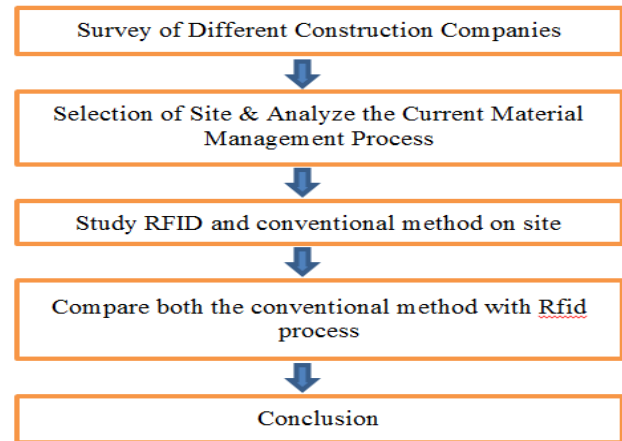 Survey of Different Construction Companies
Selection of Site & Analyze the Current Material
Management Process
Study RFID and conventional method on site
Compare both the conventional method with Rfid
process
Conclusion